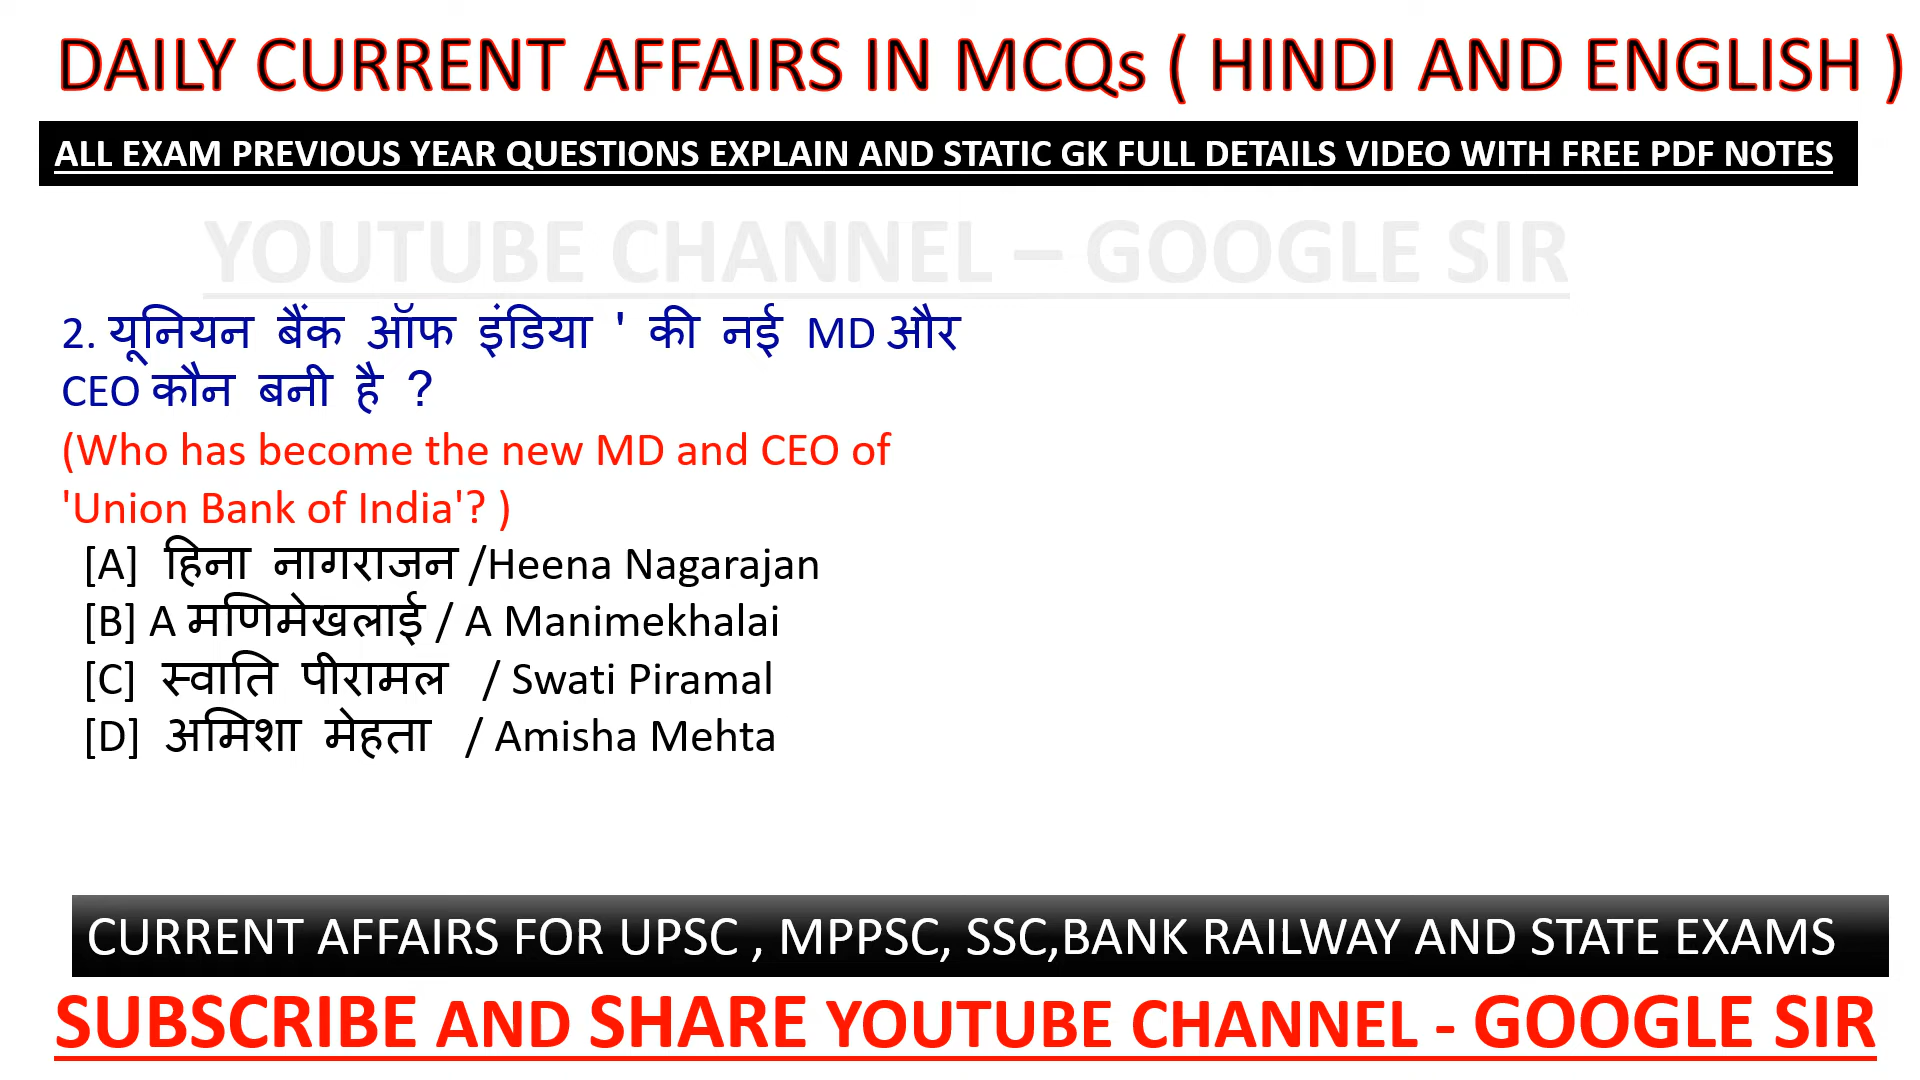 DAILY CURRENT AFFAIRS IN MCQs ( HINDI AND ENGLISH )
ALL EXAM PREVIOUS YEAR QUESTIONS EXPLAIN AND STATIC GK FULL DETAILS VIDEO WITH FREE PDF NOTES
YOUTUBE CHANNEL – GOOGLE SIR
2. यूनियन बैंक ऑफ इंडिया ' की नई MD और
CEO कौन बनी है ?
(Who has become the new MD and CEO of
'Union Bank of India'? )
[A] हिना नागराजन /Heena Nagarajan
[B] A मणिमेखलाई / A Manimekhalai
[C] स्वाति पीरामल / Swati Piramal
[D] अमिशा मेहता / Amisha Mehta
CURRENT AFFAIRS FOR UPSC , MPPSC, SSC,BANK RAILWAY AND STATE EXAMS
SUBSCRIBE AND SHARE YOUTUBE CHANNEL - GOOGLE SIR